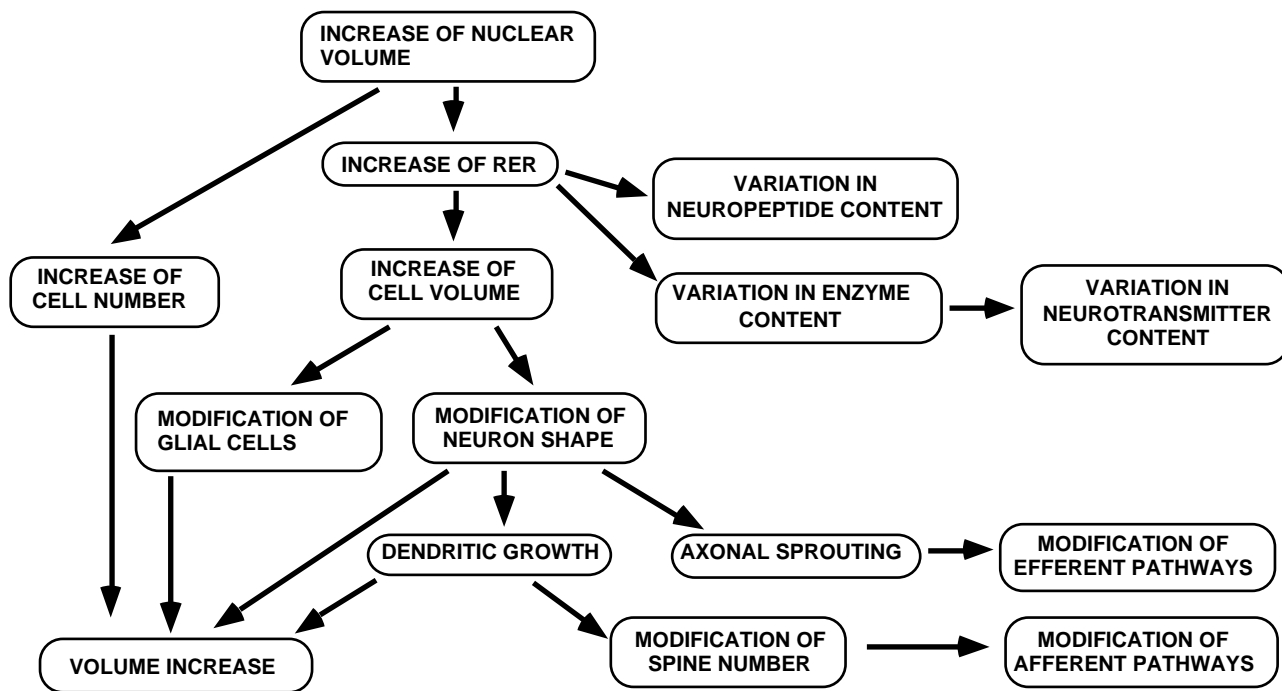 INCREASE OF NUCLEAR
VOLUME
INCREASE OF RER
VARIATION IN
NEUROPEPTIDE CONTENT
INCREASE OF
CELL NUMBER
INCREASE OF
CELL VOLUME
VARIATION IN ENZYME
CONTENT
VARIATION IN
NEUROTRANSMITTER
CONTENT
MODIFICATION OF
GLIAL CELLS
MODIFICATION OF
NEURON SHAPE
DENDRITIC GROWTH
AXONAL SPROUTING
MODIFICATION OF
EFFERENT PATHWAYS
VOLUME INCREASE
MODIFICATION OF
SPINE NUMBER
MODIFICATION OF
AFFERENT PATHWAYS